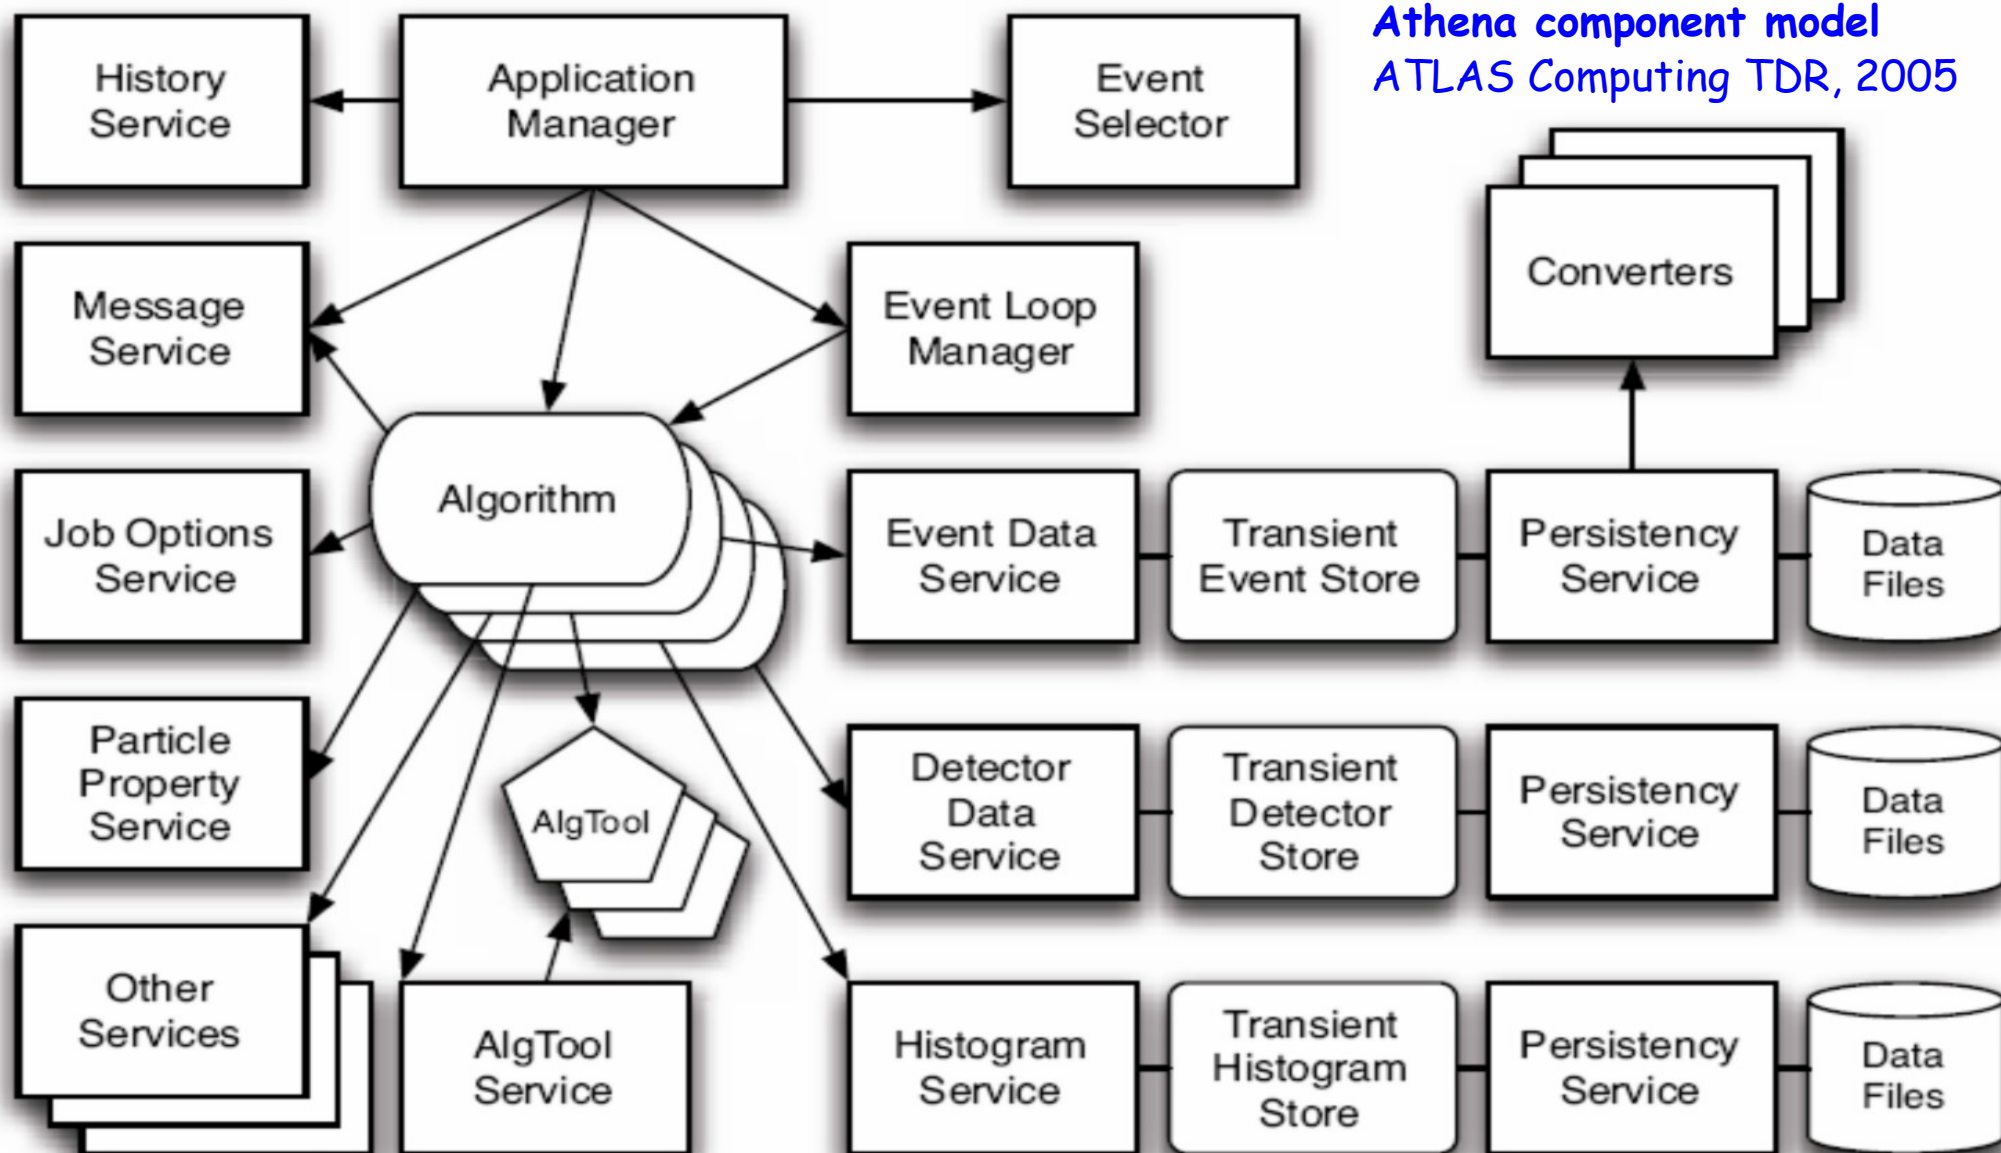 Athena component model
ATLAS Computing TDR, 2005
History
Service
Application
Manager
Event
Selector
Message
Service
Event Loop
Manager
Converters
Algorithm
Job Options
Service
Event Data
Service
Transient
Event Store
Persistency
Service
Data
Files
Particle
Property
Service
AlgTool
Detector
Data
Service
Transient
Detector
Store
Persistency
Service
Data
Files
Other
Services
AlgTool
Service
Histogram
Service
Transient
Histogram
Store
Persistency
Service
Data
Files